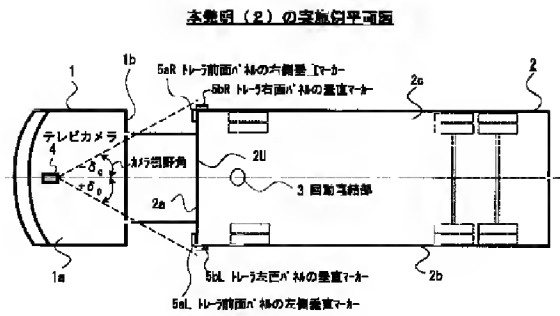 本発明（2）の実施例平面図
5aR トレーラ前面パネルの右側垂直マーカー
5bR トレーラ右面パネルの垂直マーカー
1
1b
2c
2
テレビカメラ
4
カメラ視野角
-δ₀
+δ₀
2U
2a
3 回動連結部
1a
5bL トレーラ左面パネルの垂直マーカー
5aL トレーラ前面パネルの左側垂直マーカー
2b